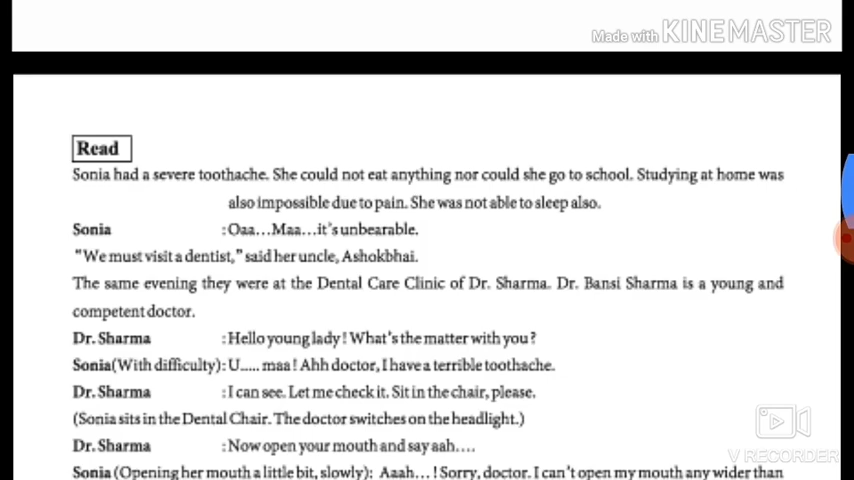 Made with KINEMASTER
Read
Sonia had a severe toothache. She could not eat anything nor could she go to school. Studying at home was
also impossible due to pain. She was not able to sleep also.
Sonia : Oaa...Maa...it's unbearable.
"We must visit a dentist," said her uncle, Ashokbhai.
The same evening they were at the Dental Care Clinic of Dr. Sharma. Dr. Bansi Sharma is a young and
competent doctor.
Dr. Sharma : Hello young lady! What's the matter with you?
Sonia(With difficulty): U..... maa! Ahh doctor, I have a terrible toothache.
Dr. Sharma : I can see. Let me check it. Sit in the chair, please.
(Sonia sits in the Dental Chair. The doctor switches on the headlight.)
Dr. Sharma : Now open your mouth and say aah....
V RECORDER
Sonia (Opening her mouth a little bit, slowly): Aaah...! Sorry, doctor. I can't open my mouth any wider than